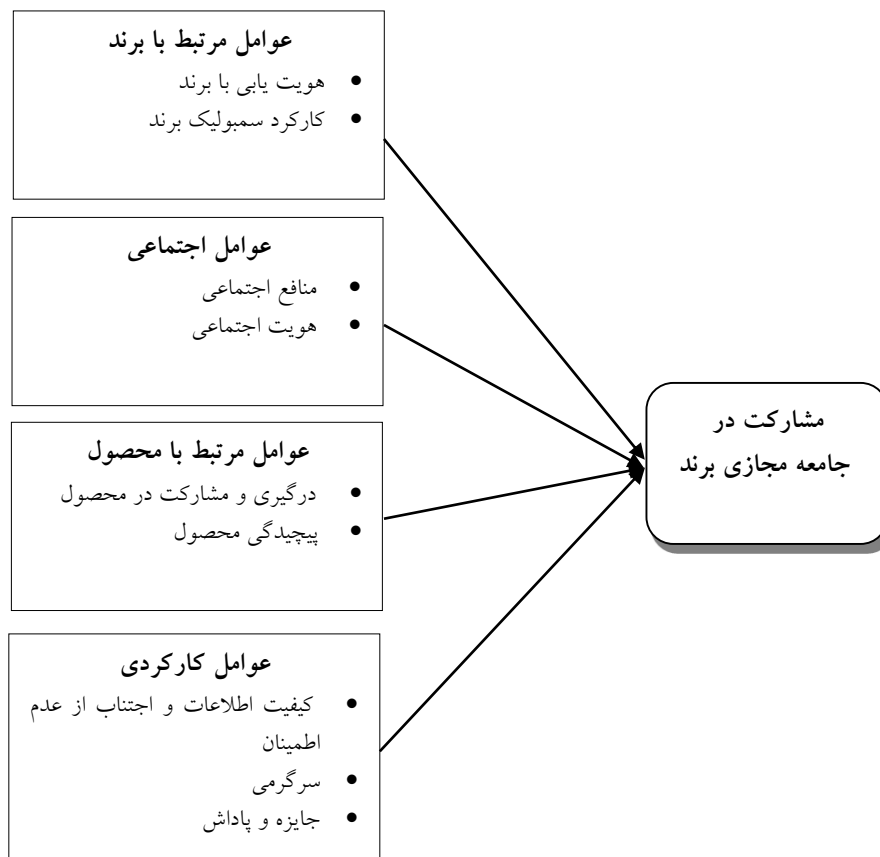 عوامل مرتبط با برند
• هویت یابی با برند
• کارکرد سمبولیک برند
عوامل اجتماعی
• منافع اجتماعی
• هویت اجتماعی
عوامل مرتبط با محصول
• درگیری و مشارکت در محصول
• پیچیدگی محصول
عوامل کارکردی
• کیفیت اطلاعات و اجتناب از عدم
اطمینان
• سرگرمی
• جایزه و پاداش
مشارکت در
جامعه مجازی برند